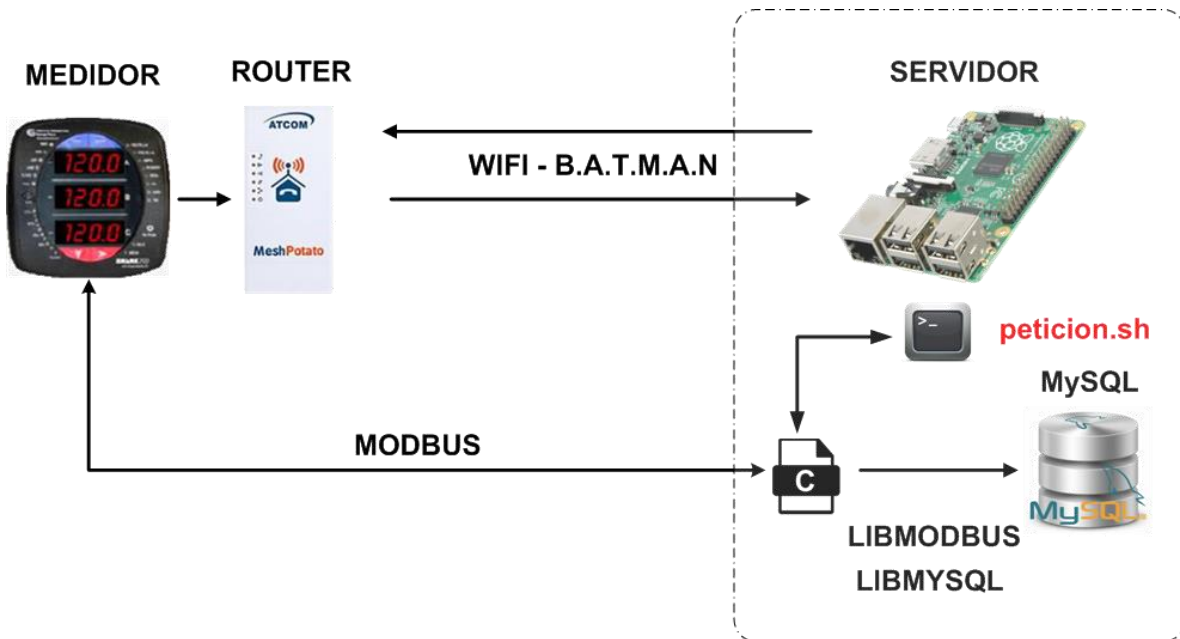 MEDIDOR
ROUTER
SERVIDOR
120.0
120.0
120.0
ATCOM
MeshPotato
WIFI - B.A.T.M.A.N
>_
peticion.sh
MySQL
MODBUS
C
MySQL
LIBMODBUS
LIBMYSQL